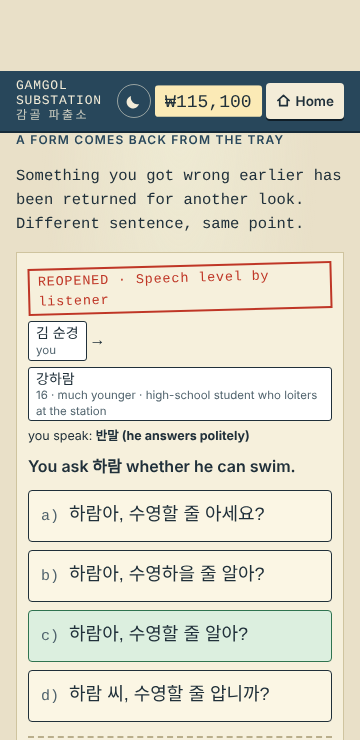 GAMGOL
SUBSTATION
감골 파출소
₩115,100
Home
A FORM COMES BACK FROM THE TRAY
Something you got wrong earlier has
been returned for another look.
Different sentence, same point.
REOPENED · Speech level by
listener
김 순경
you
→
강하람
16 · much younger · high-school student who loiters
at the station
you speak: 반말 (he answers politely)
You ask 하람 whether he can swim.
a) 하람아, 수영할 줄 아세요?
b) 하람아, 수영하을 줄 알아?
c) 하람아, 수영할 줄 알아?
d) 하람 씨, 수영할 줄 압니까?